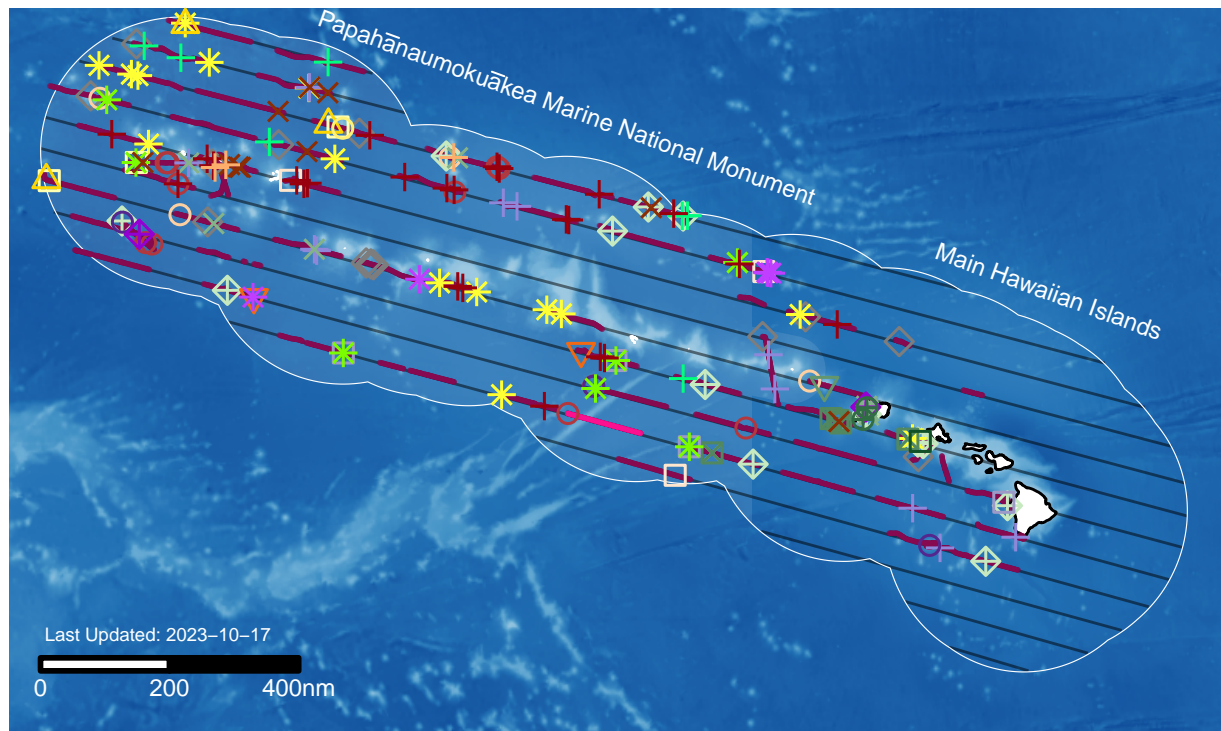 Papahānaumokuākea Marine National Monument
Main Hawaiian Islands
Last Updated: 2023−10−17
0 200 400nm